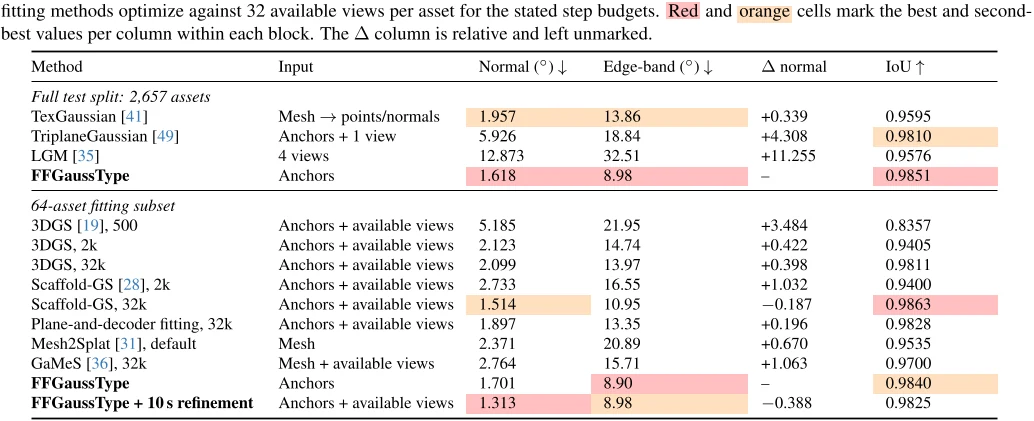 fitting methods optimize against 32 available views per asset for the stated step budgets. Red and orange cells mark the best and second-
best values per column within each block. The Δ column is relative and left unmarked.
Method Input Normal (°) ↓ Edge-band (°) ↓ Δ normal IoU ↑
Full test split: 2,657 assets
TexGaussian [41] Mesh → points/normals 1.957 13.86 +0.339 0.9595
TriplaneGaussian [49] Anchors + 1 view 5.926 18.84 +4.308 0.9810
LGM [35] 4 views 12.873 32.51 +11.255 0.9576
FFGaussType Anchors 1.618 8.98 – 0.9851
64-asset fitting subset
3DGS [19], 500 Anchors + available views 5.185 21.95 +3.484 0.8357
3DGS, 2k Anchors + available views 2.123 14.74 +0.422 0.9405
3DGS, 32k Anchors + available views 2.099 13.97 +0.398 0.9811
Scaffold-GS [28], 2k Anchors + available views 2.733 16.55 +1.032 0.9400
Scaffold-GS, 32k Anchors + available views 1.514 10.95 −0.187 0.9863
Plane-and-decoder fitting, 32k Anchors + available views 1.897 13.35 +0.196 0.9828
Mesh2Splat [31], default Mesh 2.371 20.89 +0.670 0.9535
GaMeS [36], 32k Mesh + available views 2.764 15.71 +1.063 0.9700
FFGaussType Anchors 1.701 8.90 – 0.9840
FFGaussType + 10 s refinement Anchors + available views 1.313 8.98 −0.388 0.9825